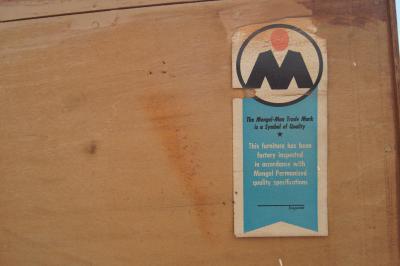 M
The Mengel-Man Trade Mark
is a Symbol of Quality
This furniture has been
factory inspected
in accordance with
Mengel Permanized
quality specifications
Inspector